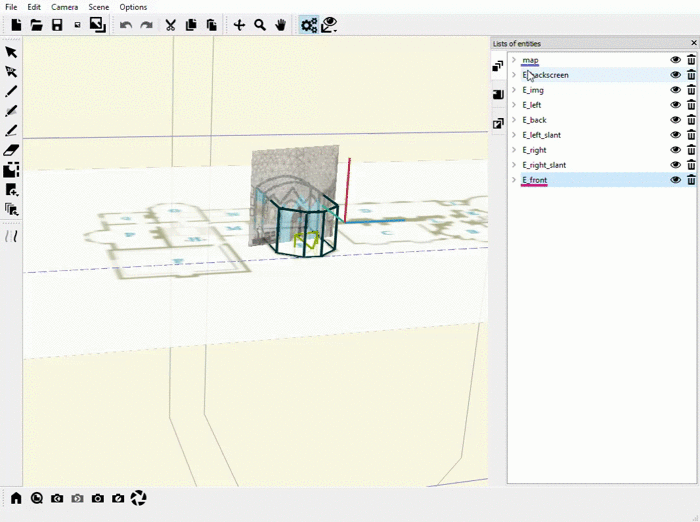 File Edit Camera Scene Options
Lists of entities
map
E_backscreen
E_img
E_left
E_back
E_left_slant
E_right
E_right_slant
E_front
C
P